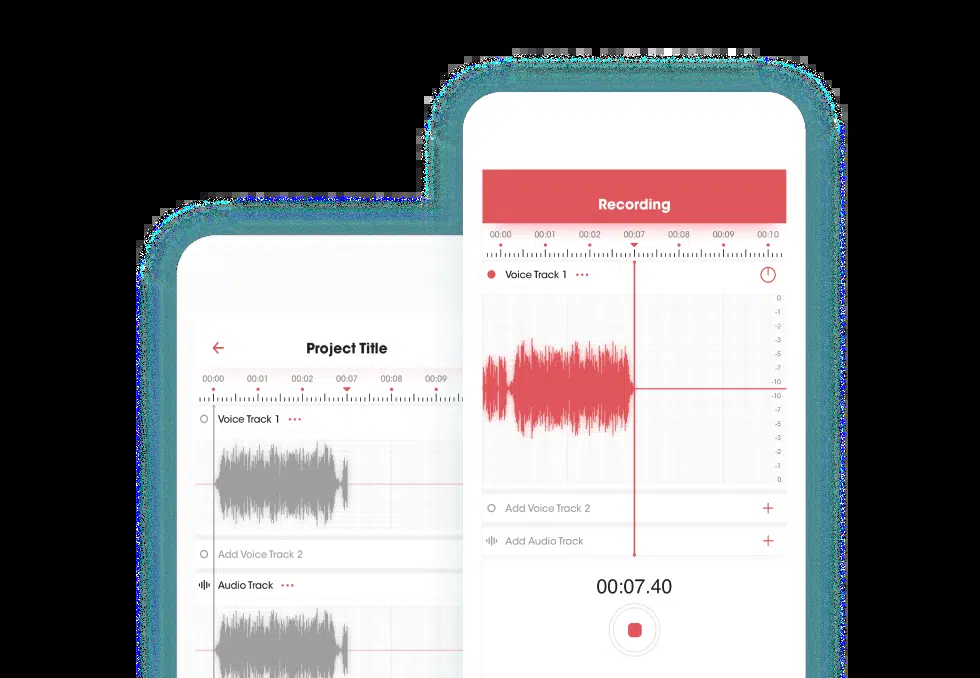 Recording
00:00 00:01 00:02 00:07 00:08 00:09 00:10
Voice Track 1
0
-1
-2
-3
-5
-7
-10
-10
-7
-5
-3
-2
-1
0
Add Voice Track 2
Add Audio Track
00:07.40
Project Title
00:00 00:01 00:02 00:07 00:08 00:09
Voice Track 1
Add Voice Track 2
Audio Track